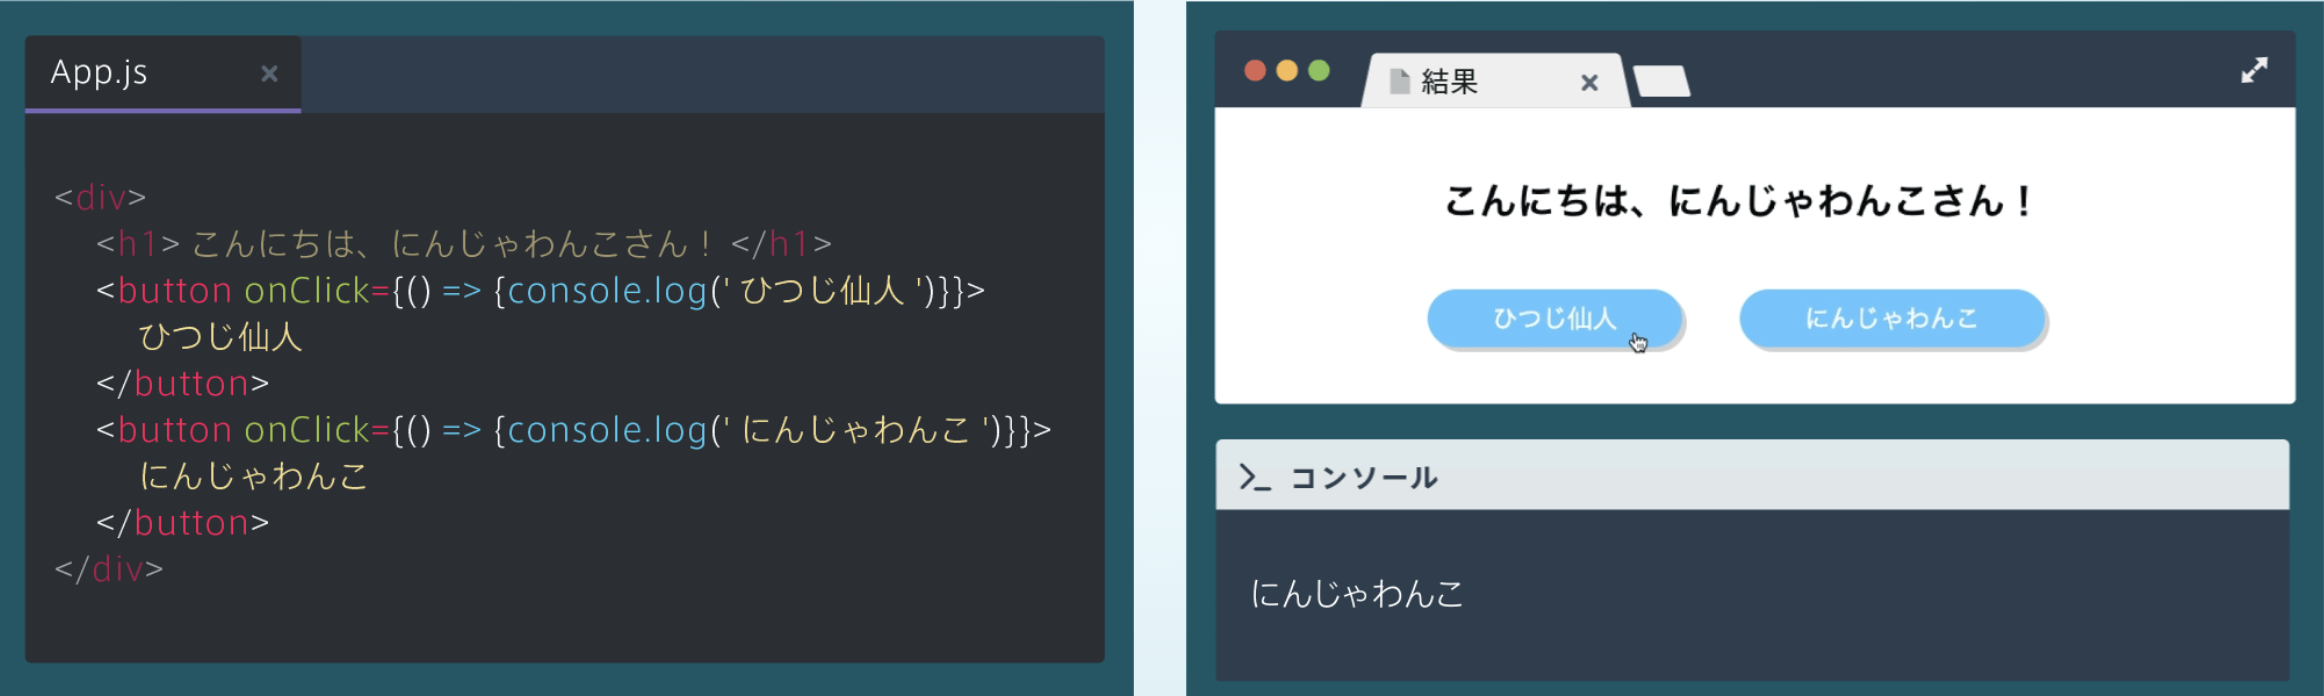 App.js
<div>
<h1> こんにちは、にんじゃわんこさん！ </h1>
<button onClick={() => {console.log(' ひつじ仙人 ')}}>
ひつじ仙人
</button>
<button onClick={() => {console.log(' にんじゃわんこ ')}}>
にんじゃわんこ
</button>
</div>
結果
こんにちは、にんじゃわんこさん！
ひつじ仙人
にんじゃわんこ
>_ コンソール
にんじゃわんこ